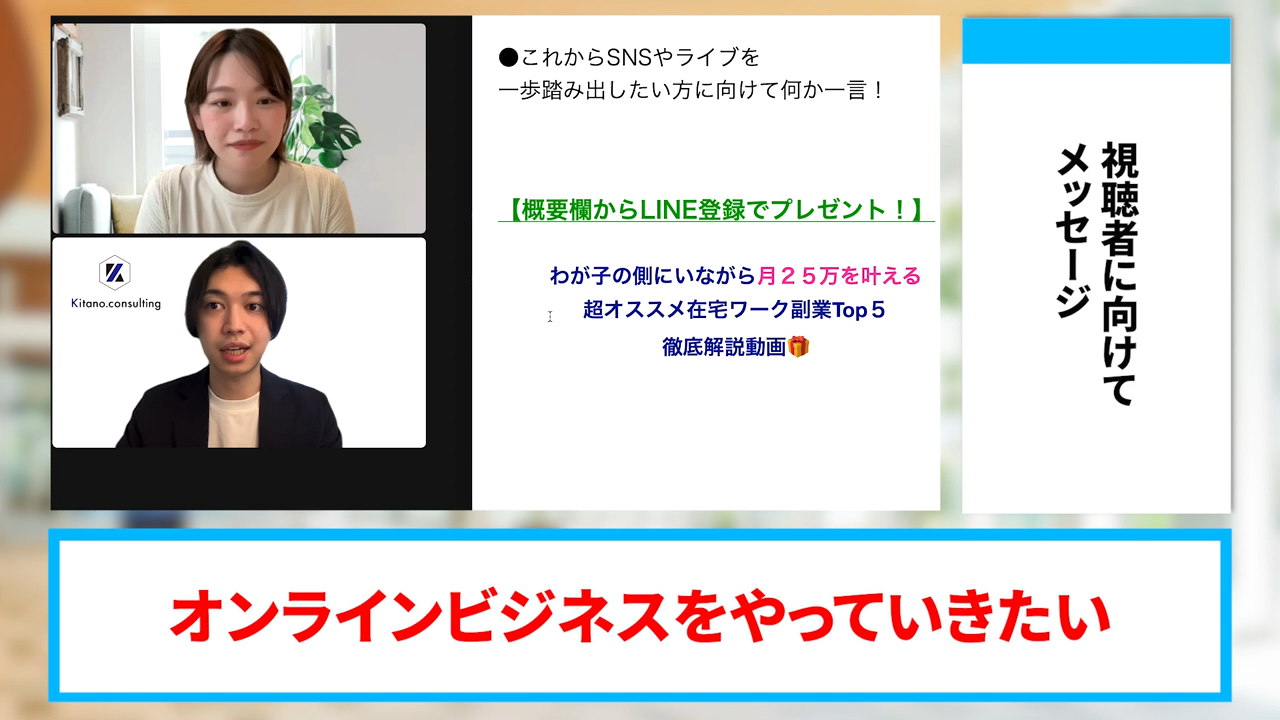 Kitano.consulting
●これからSNSやライブを
一歩踏み出したい方に向けて何か一言！
【概要欄からLINE登録でプレゼント！】
わが子の側にいながら月２５万を叶える
超オススメ在宅ワーク副業Top５
徹底解説動画🎁
視聴者に向けて
メッセージ
オンラインビジネスをやっていきたい